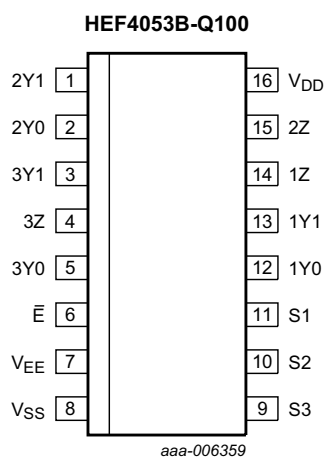 HEF4053B-Q100
2Y1 1 16 VDD
2Y0 2 15 2Z
3Y1 3 14 1Z
3Z 4 13 1Y1
3Y0 5 12 1Y0
E̅ 6 11 S1
VEE 7 10 S2
VSS 8 9 S3
aaa-006359